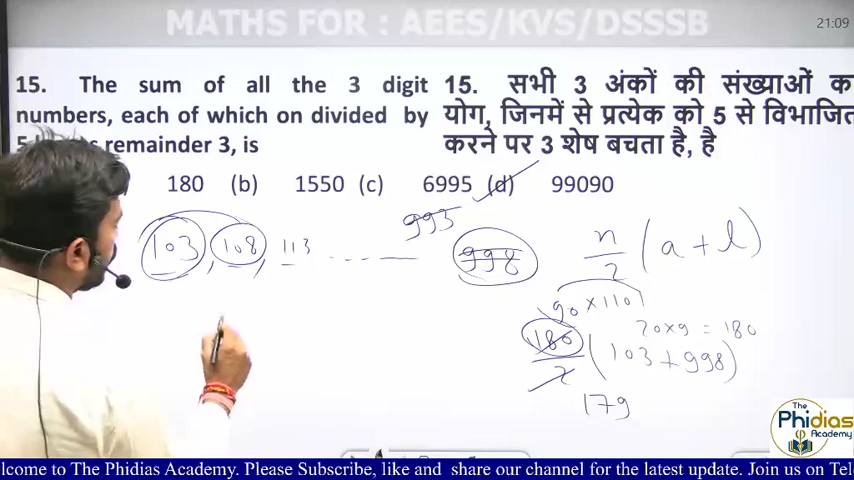 MATHS FOR : AEES/KVS/DSSSB
21:09
15. The sum of all the 3 digit
numbers, each of which on divided by
5 remainder 3, is
180 (b) 1550 (c) 6995 (d) 99090
15. सभी 3 अंकों की संख्याओं का
योग, जिनमें से प्रत्येक को 5 से विभाजित
करने पर 3 शेष बचता है, है
993
103, 108, 113 ... 998
n/2 (a + l)
90 × 1101
20×9 = 180
180/2 (103 + 998)
179
The
Phidias
Academy
lcome to The Phidias Academy. Please Subscribe, like and share our channel for the latest update. Join us on Tel